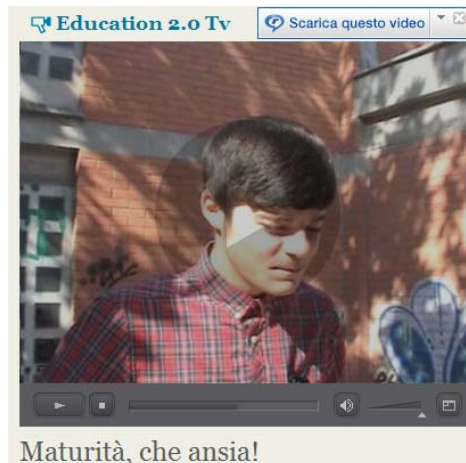 Education 2.0 Tv
Scarica questo video
Maturità, che ansia!